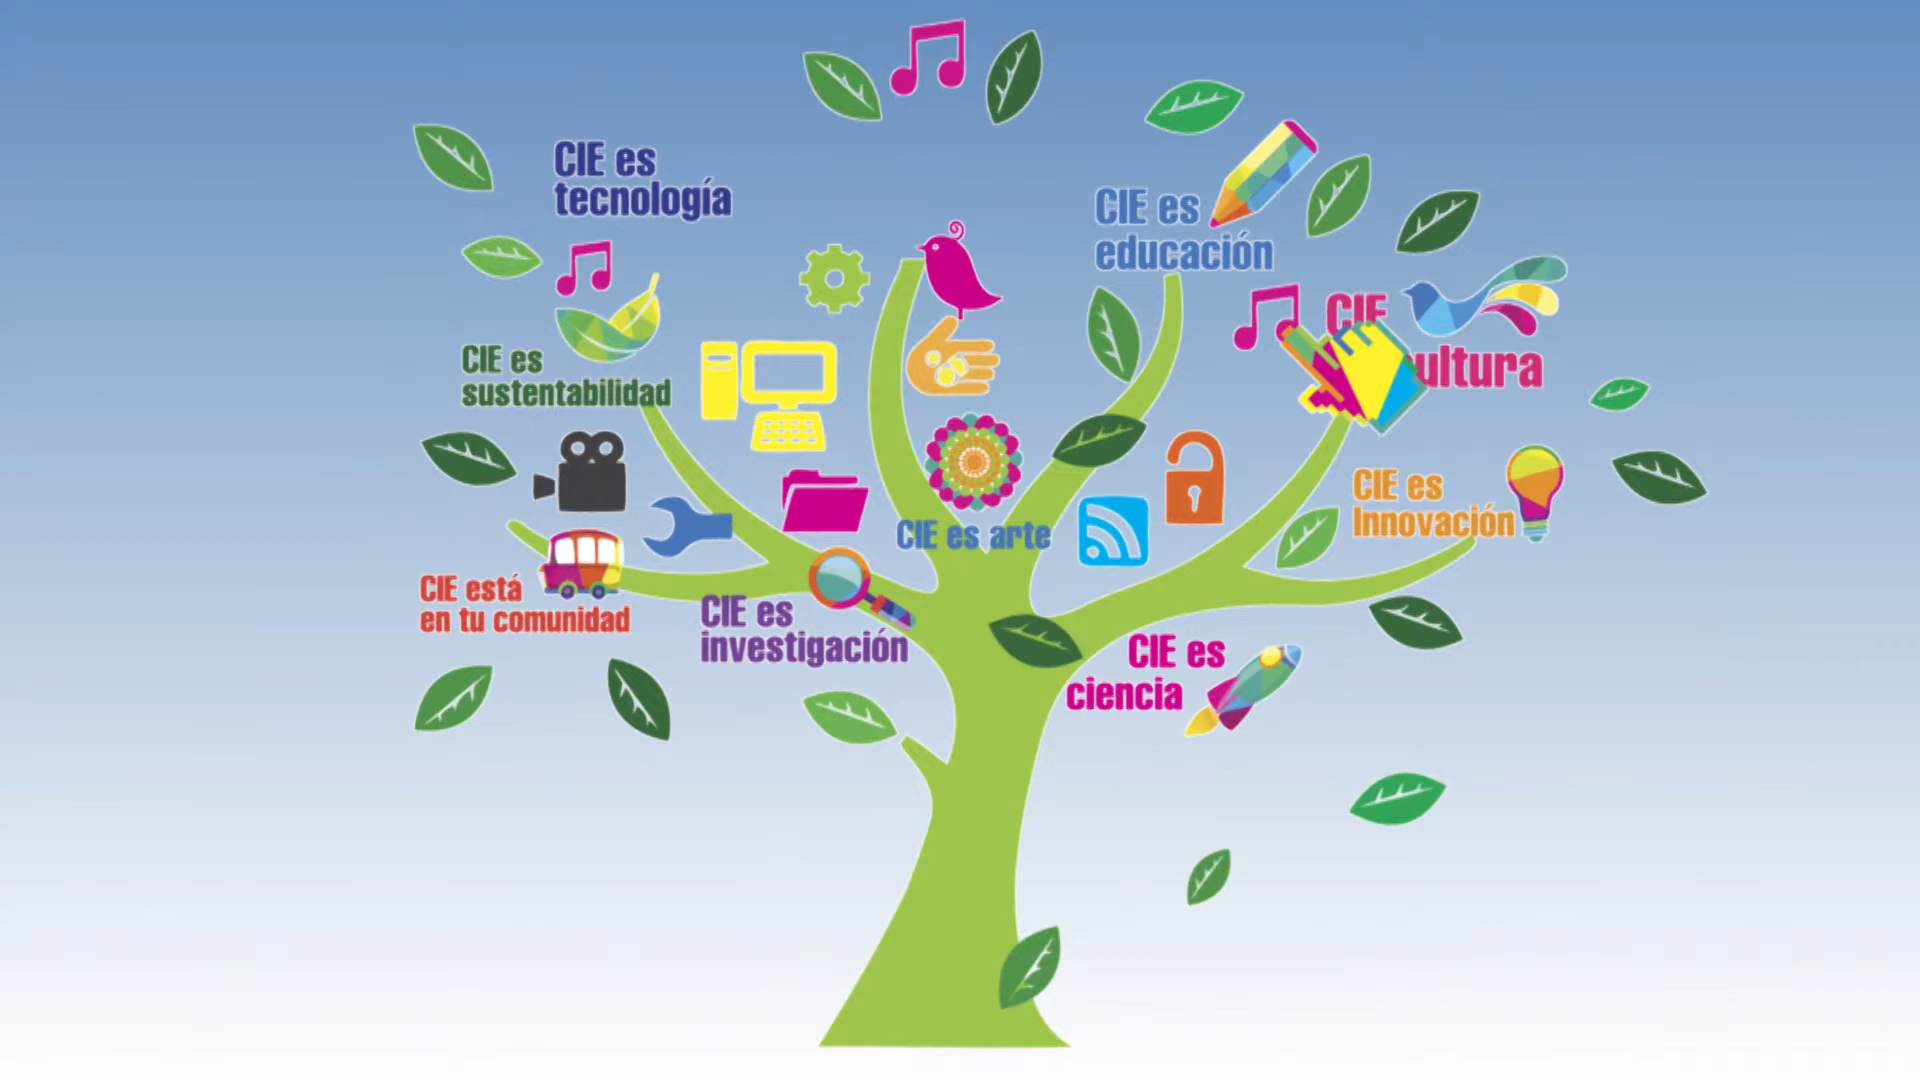 CIE es
tecnología
CIE es
educación
CIE
ultura
CIE es
sustentabilidad
CIE es
Innovación
CIE es arte
CIE está
en tu comunidad
CIE es
investigación
CIE es
ciencia